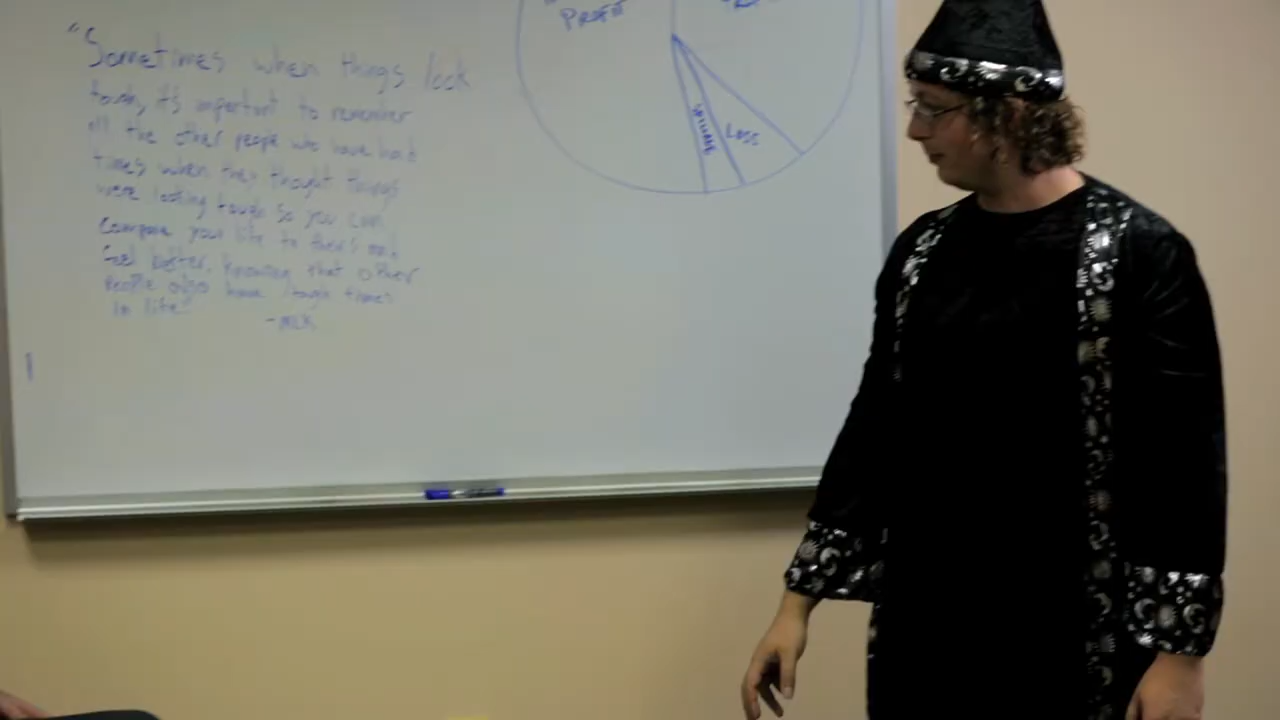 "Sometimes when things look
tough, it's important to remember
all the other people who have had
times when they thought things
were looking tough so you can
compare your life to theirs and
feel better, knowing that other
people also have tough times
in life."
-MLK
PROFIT
SPINAE
LOSS